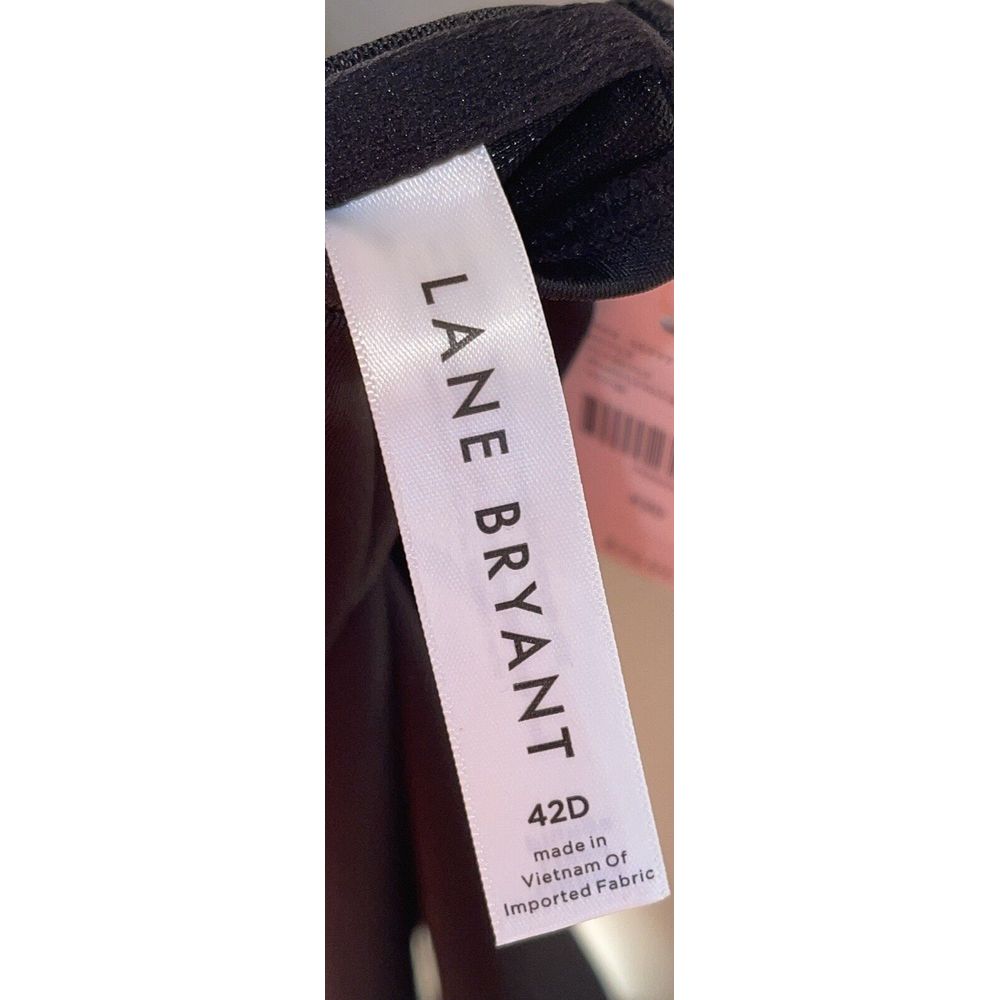 LANE BRYANT
42D
made in
Vietnam Of
Imported Fabric